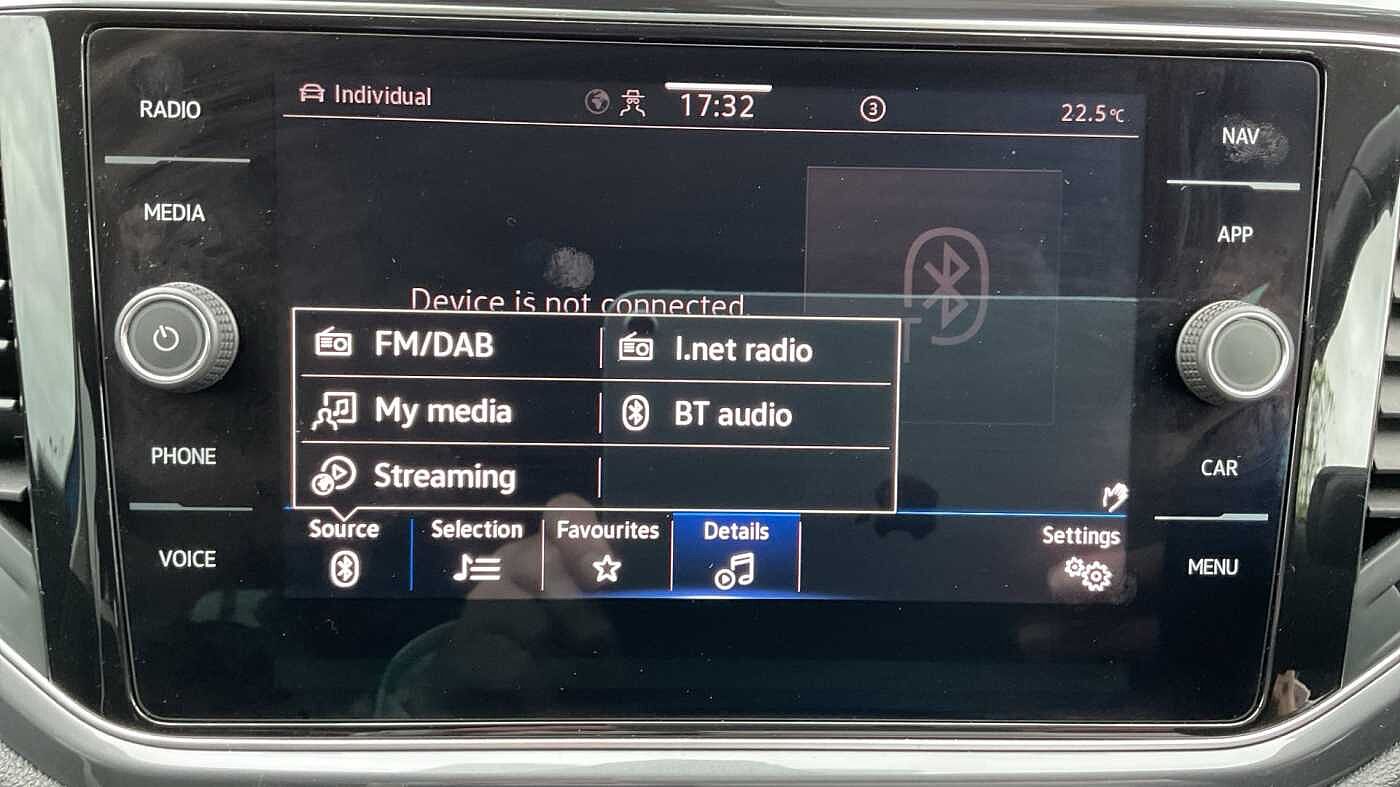 RADIO
MEDIA
PHONE
VOICE
Individual
17:32
3
22.5°C
Device is not connected.
FM/DAB
I.net radio
My media
BT audio
Streaming
Source
Selection
Favourites
Details
Settings
NAV
APP
CAR
MENU